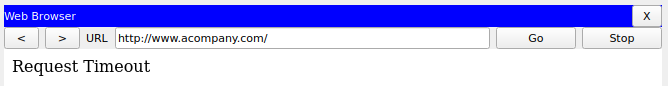 Web Browser X
< > URL http://www.acompany.com/ Go Stop
Request Timeout